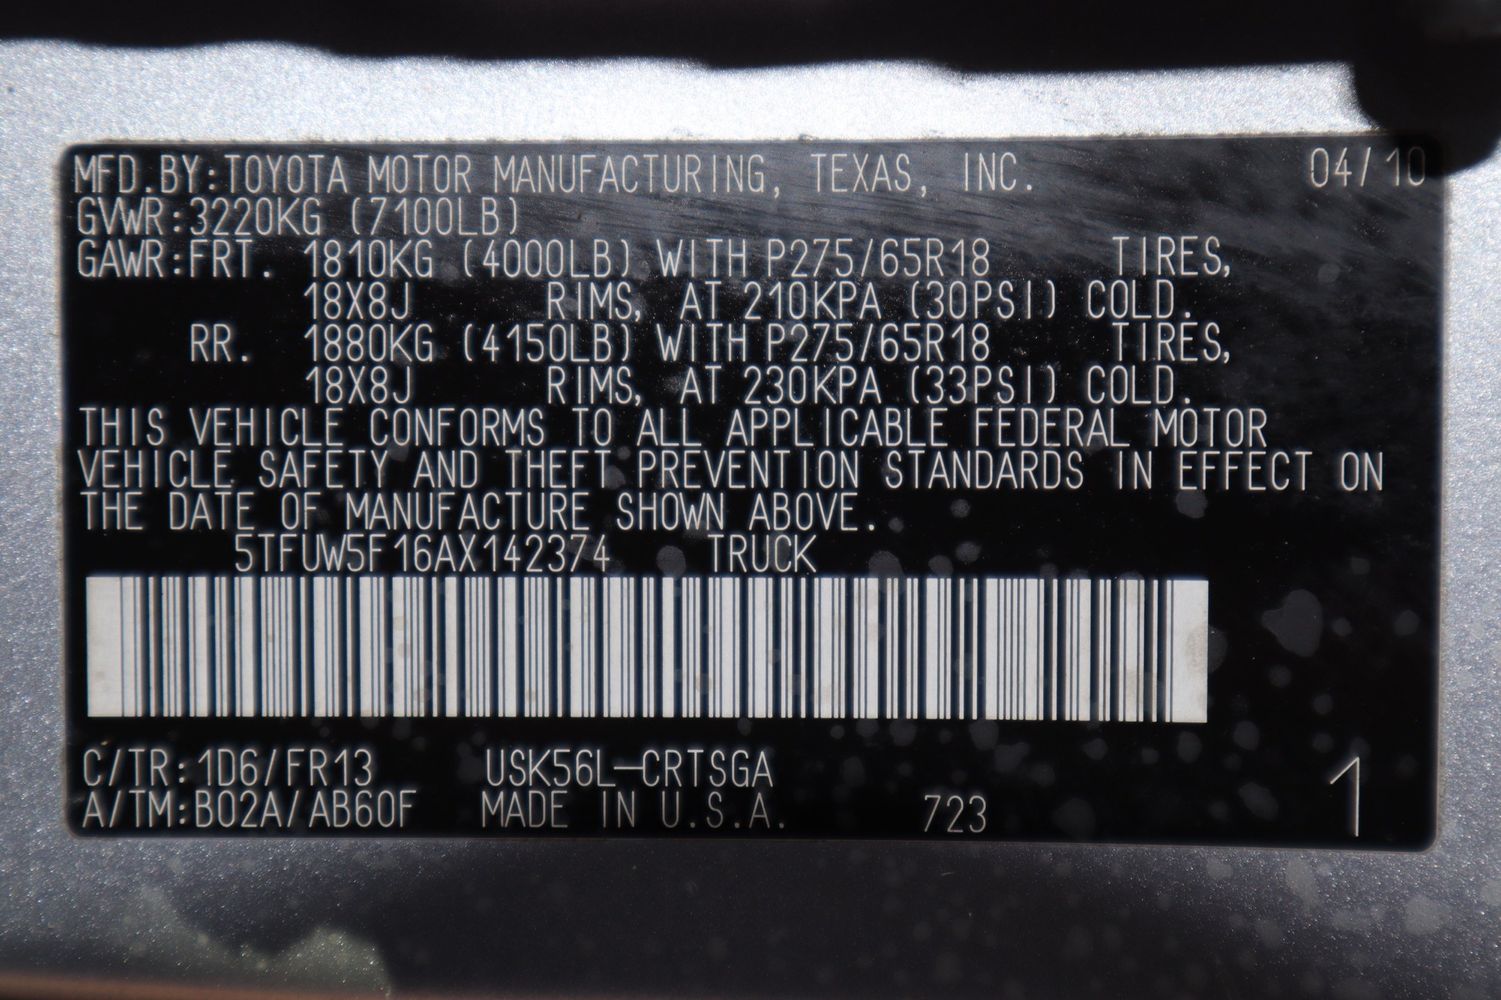 MFD.BY:TOYOTA MOTOR MANUFACTURING, TEXAS, INC. 04/10
GVWR:3220KG (7100LB)
GAWR:FRT. 1810KG (4000LB) WITH P275/65R18 TIRES,
18X8J RIMS, AT 210KPA (30PSI) COLD.
RR. 1880KG (4150LB) WITH P275/65R18 TIRES,
18X8J RIMS, AT 230KPA (33PSI) COLD.
THIS VEHICLE CONFORMS TO ALL APPLICABLE FEDERAL MOTOR
VEHICLE SAFETY AND THEFT PREVENTION STANDARDS IN EFFECT ON
THE DATE OF MANUFACTURE SHOWN ABOVE.
5TFUW5F16AX142374 TRUCK
C/TR:1D6/FR13 USK56L-CRTSGA
A/TM:B02A/AB60F MADE IN U.S.A. 723 1